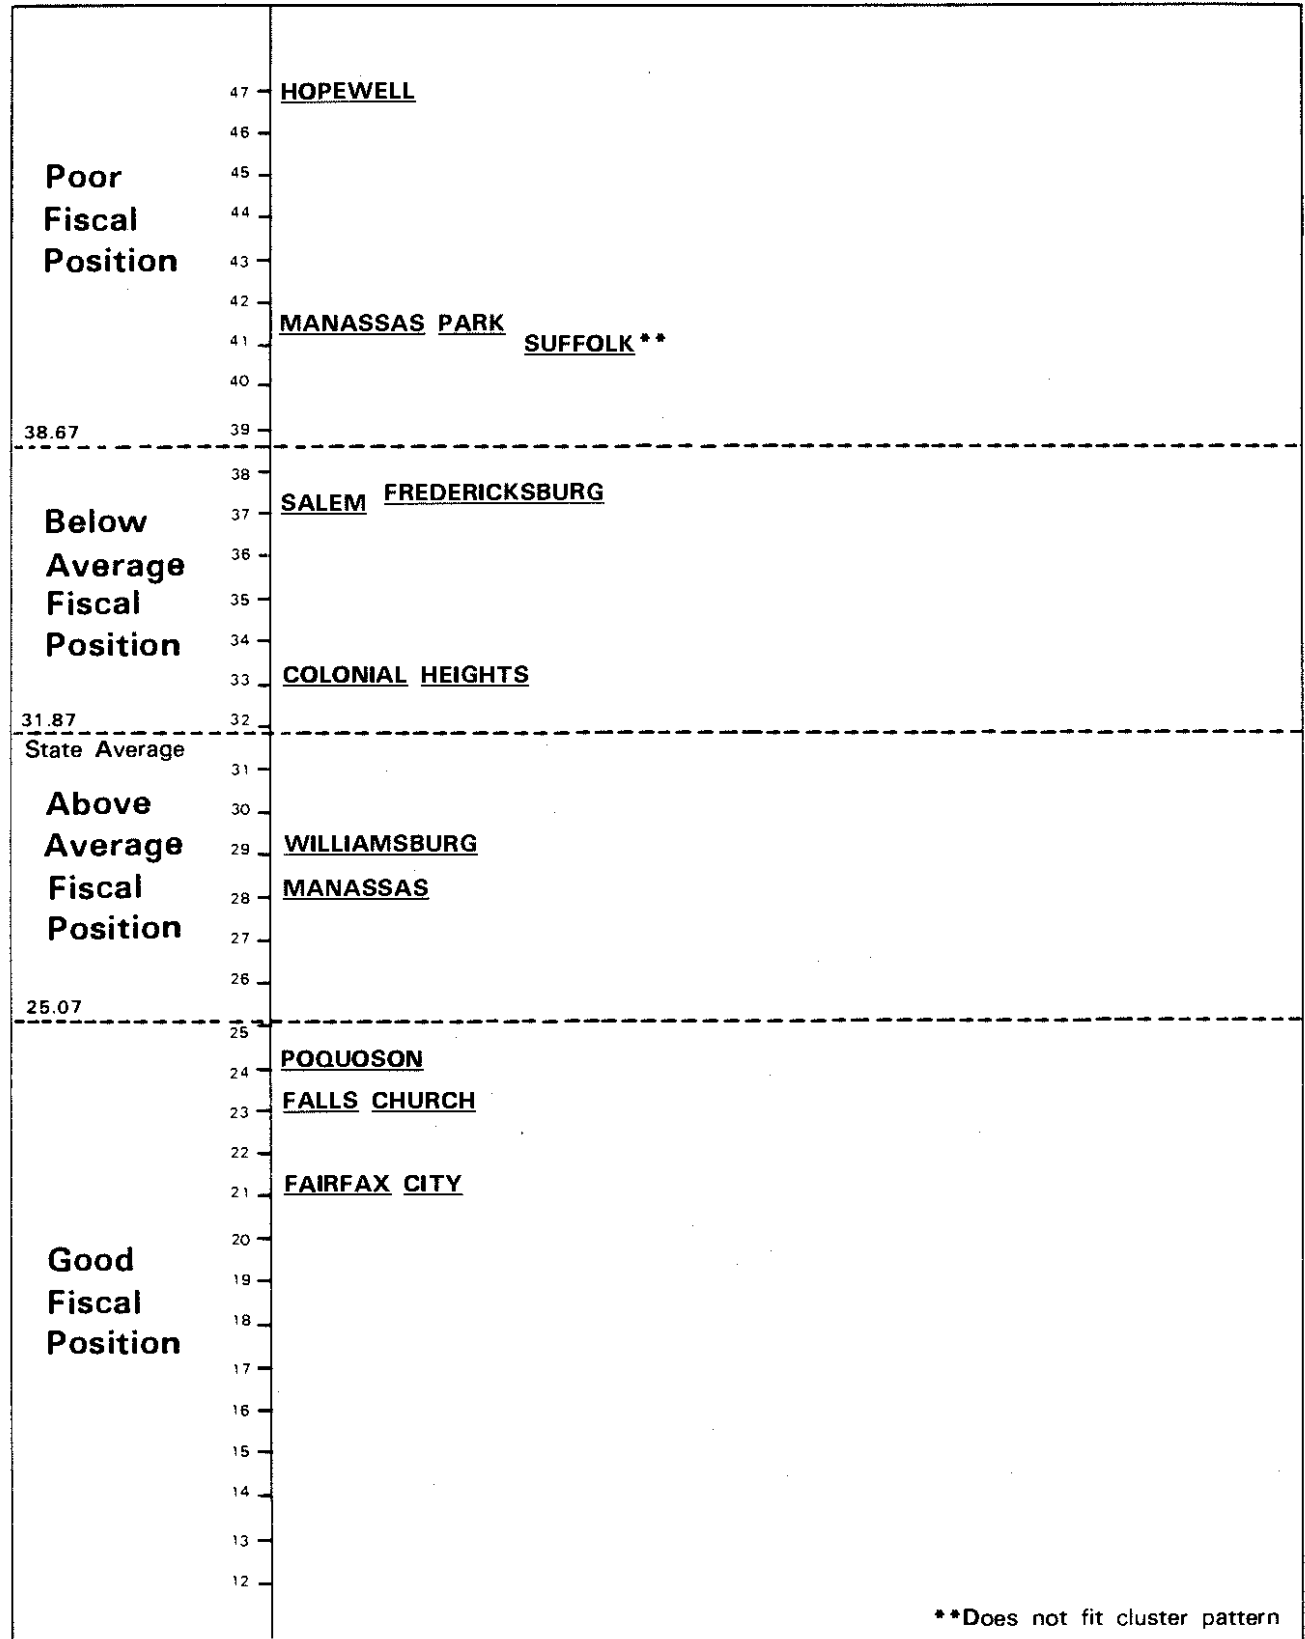 47 HOPEWELL
46
Poor
45
Fiscal
44
Position
43
42
MANASSAS PARK
41 SUFFOLK**
40
39
38.67
38
SALEM FREDERICKSBURG
37
Below
36
Average
35
Fiscal
34
Position
33 COLONIAL HEIGHTS
32
31.87
State Average
31
30
Above
Average
29 WILLIAMSBURG
Fiscal
28 MANASSAS
Position
27
26
25.07
25
POQUOSON
24
23 FALLS CHURCH
22
21 FAIRFAX CITY
20
Good
19
Fiscal
18
Position
17
16
15
14
13
12
**Does not fit cluster pattern